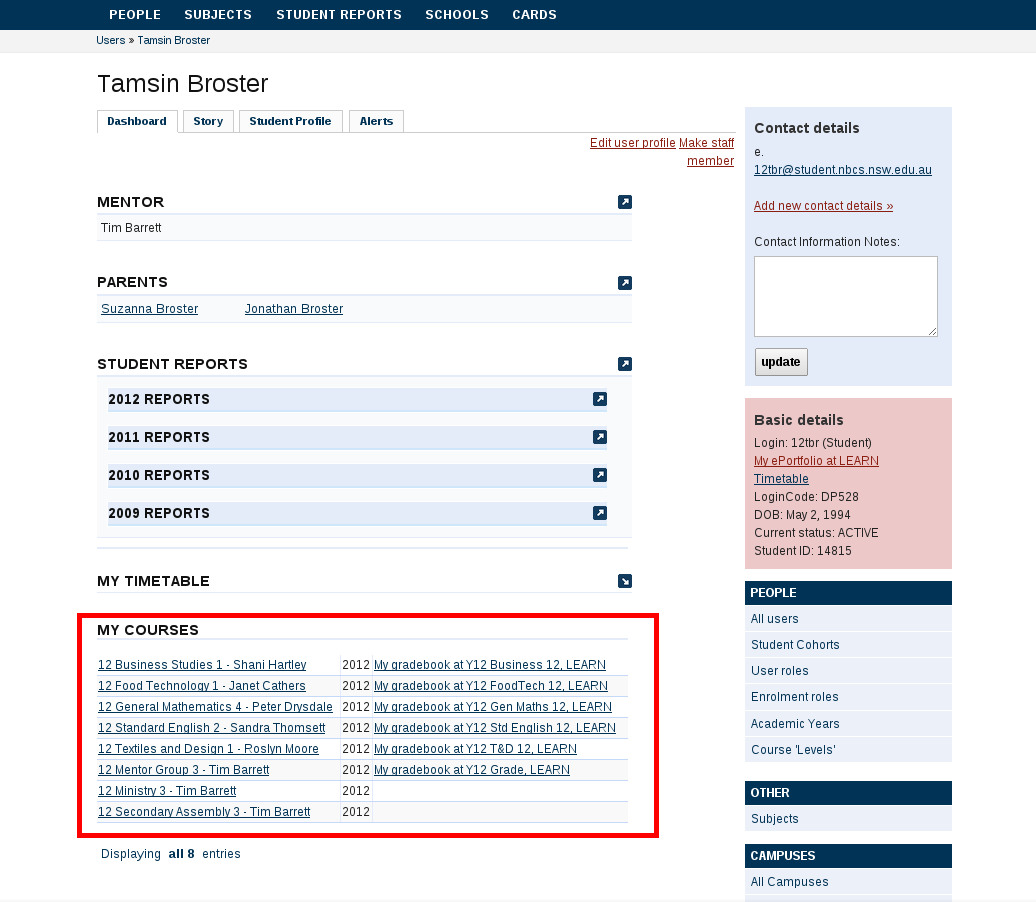 PEOPLE SUBJECTS STUDENT REPORTS SCHOOLS CARDS
Users » Tamsin Broster
Tamsin Broster
Dashboard Story Student Profile Alerts
Edit user profile Make staff
member
MENTOR
Tim Barrett
PARENTS
Suzanna Broster Jonathan Broster
STUDENT REPORTS
2012 REPORTS
2011 REPORTS
2010 REPORTS
2009 REPORTS
MY TIMETABLE
MY COURSES
12 Business Studies 1 - Shani Hartley 2012 My gradebook at Y12 Business 12, LEARN
12 Food Technology 1 - Janet Cathers 2012 My gradebook at Y12 FoodTech 12, LEARN
12 General Mathematics 4 - Peter Drysdale 2012 My gradebook at Y12 Gen Maths 12, LEARN
12 Standard English 2 - Sandra Thomsett 2012 My gradebook at Y12 Std English 12, LEARN
12 Textiles and Design 1 - Roslyn Moore 2012 My gradebook at Y12 T&D 12, LEARN
12 Mentor Group 3 - Tim Barrett 2012 My gradebook at Y12 Grade, LEARN
12 Ministry 3 - Tim Barrett 2012
12 Secondary Assembly 3 - Tim Barrett 2012
Displaying all 8 entries
Contact details
e.
12tbr@student.nbcs.nsw.edu.au
Add new contact details »
Contact Information Notes:
update
Basic details
Login: 12tbr (Student)
My ePortfolio at LEARN
Timetable
LoginCode: DP528
DOB: May 2, 1994
Current status: ACTIVE
Student ID: 14815
PEOPLE
All users
Student Cohorts
User roles
Enrolment roles
Academic Years
Course 'Levels'
OTHER
Subjects
CAMPUSES
All Campuses